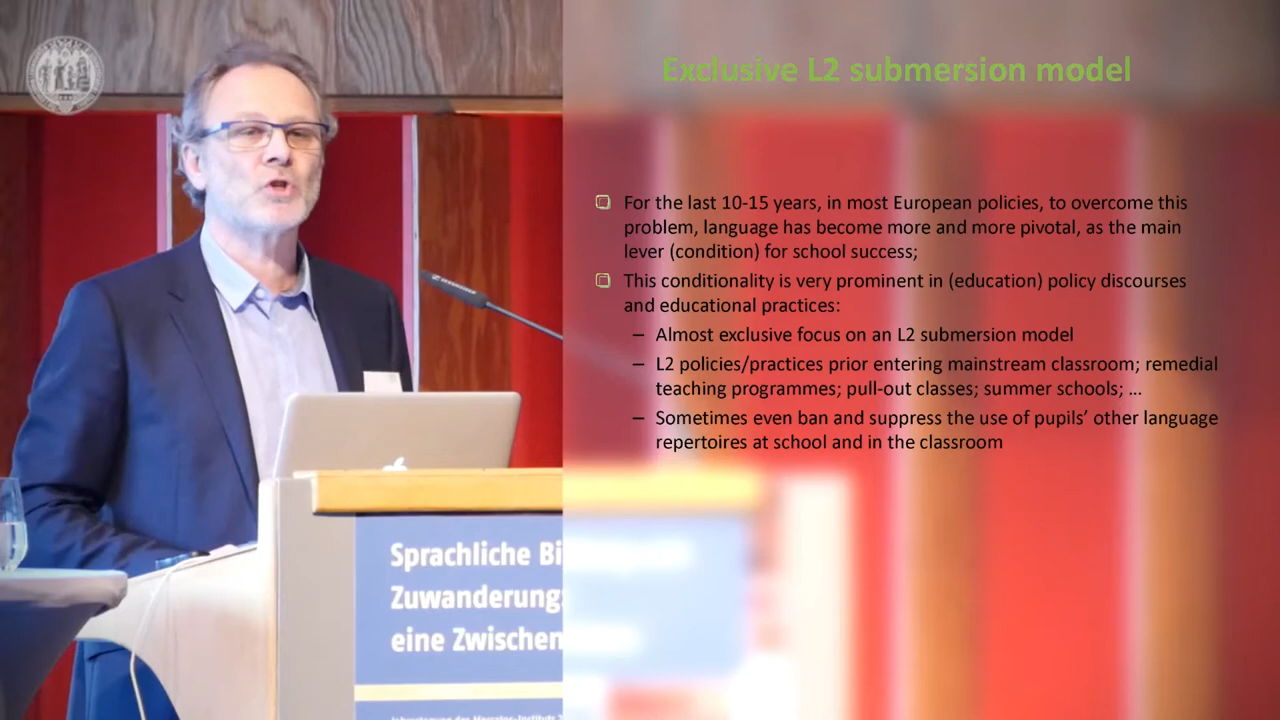 Exclusive L2 submersion model
For the last 10-15 years, in most European policies, to overcome this
problem, language has become more and more pivotal, as the main
lever (condition) for school success;
This conditionality is very prominent in (education) policy discourses
and educational practices:
– Almost exclusive focus on an L2 submersion model
– L2 policies/practices prior entering mainstream classroom; remedial
teaching programmes; pull-out classes; summer schools; ...
– Sometimes even ban and suppress the use of pupils’ other language
repertoires at school and in the classroom
Sprachliche Bi
Zuwanderung:
eine Zwischen